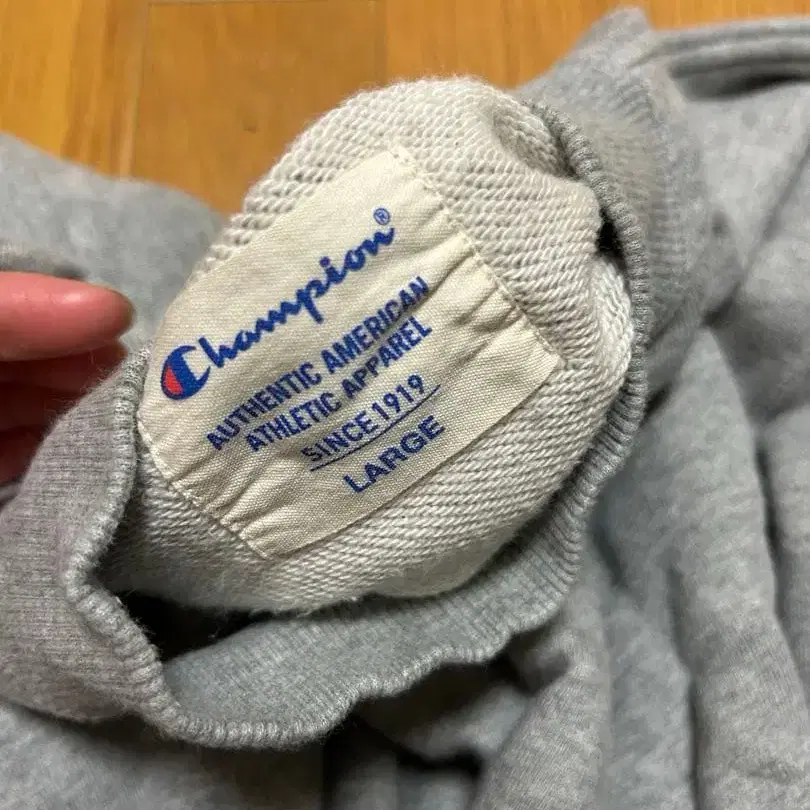 Champion®
AUTHENTIC AMERICAN
ATHLETIC APPAREL
SINCE 1919
LARGE